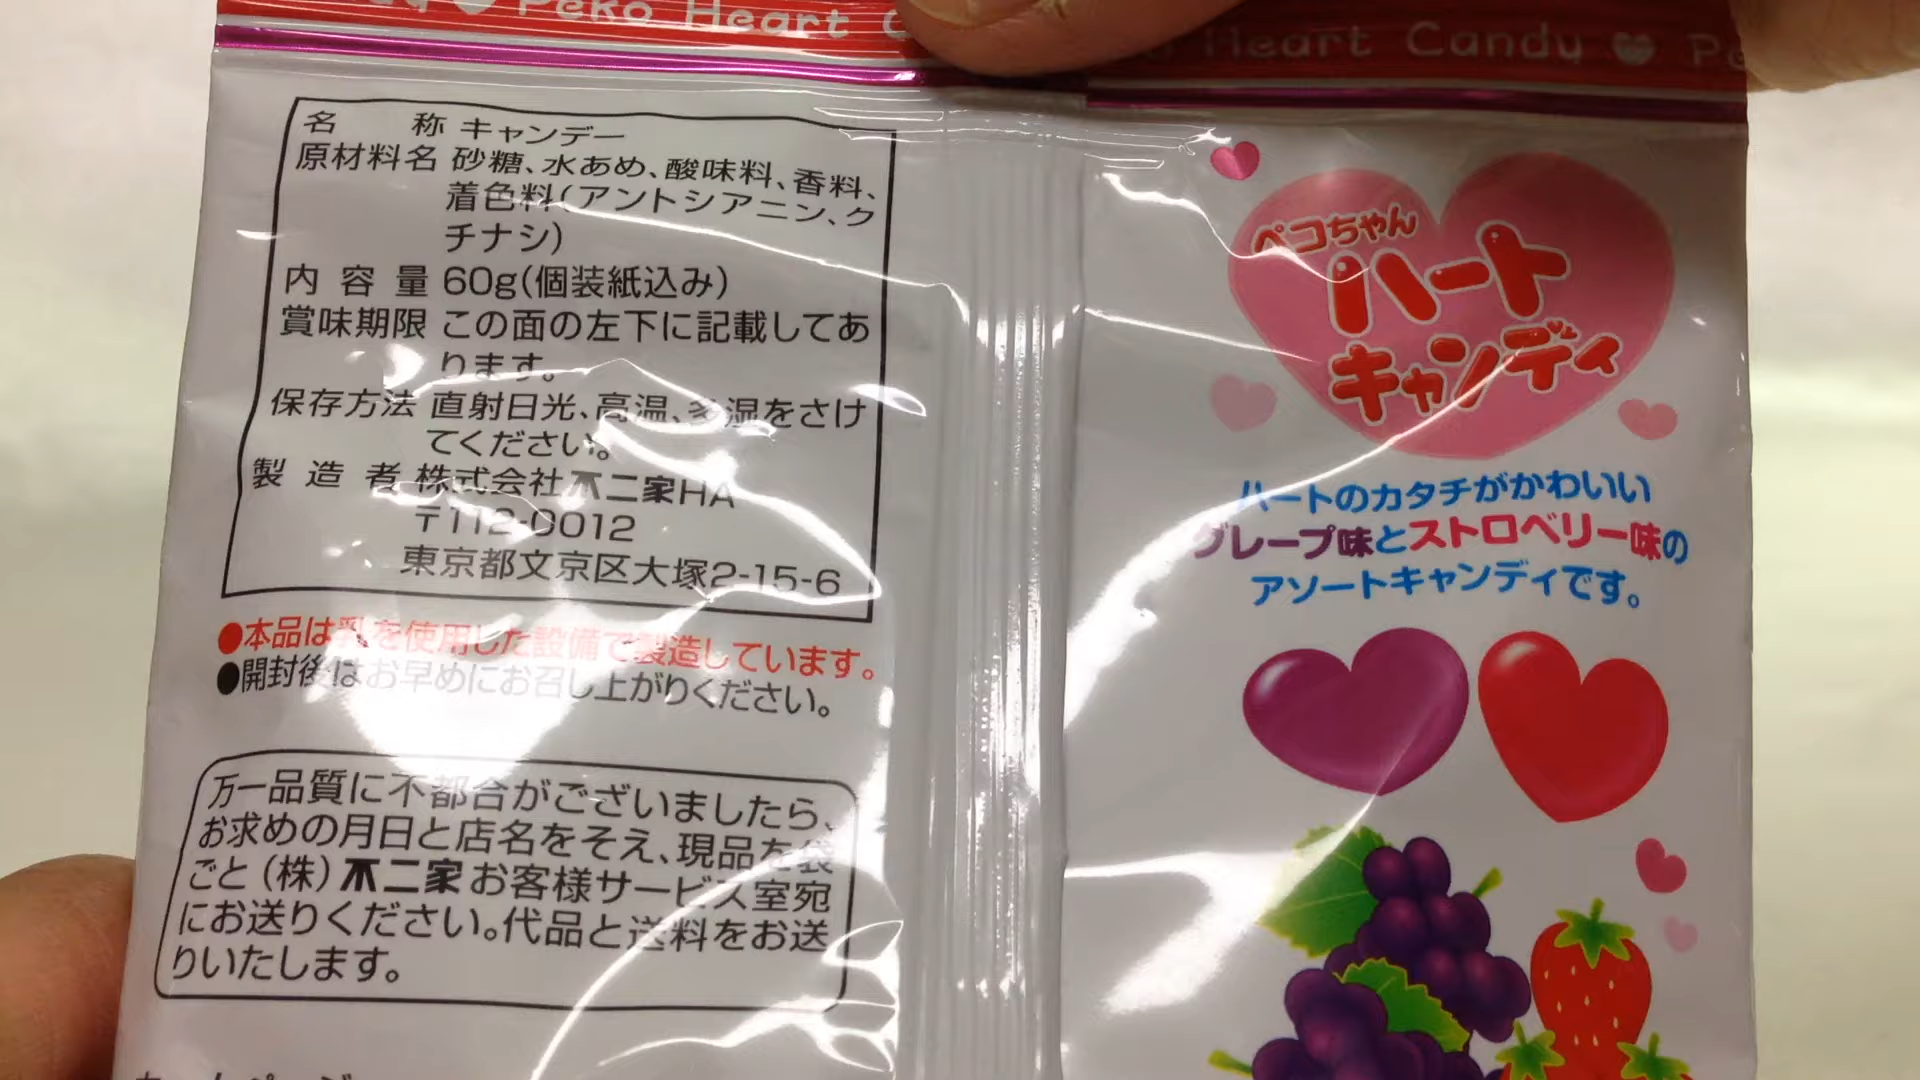 Peko Heart
Heart Candy
名称 キャンデー
原材料名 砂糖、水あめ、酸味料、香料、
着色料(アントシアニン、ク
チナシ)
内容量 60g(個装紙込み)
賞味期限 この面の左下に記載してあ
ります。
保存方法 直射日光、高温、多湿をさけ
てください。
製造者 株式会社不二家HA
〒112-0012
東京都文京区大塚2-15-6
●本品は乳を使用した設備で製造しています。
●開封後はお早めにお召し上がりください。
万一品質に不都合がございましたら、
お求めの月日と店名をそえ、現品を袋
ごと(株)不二家お客様サービス室宛
にお送りください。代品と送料をお送
りいたします。
ペコちゃん
ハート
キャンディ
ハートのカタチがかわいい
グレープ味とストロベリー味の
アソートキャンディです。